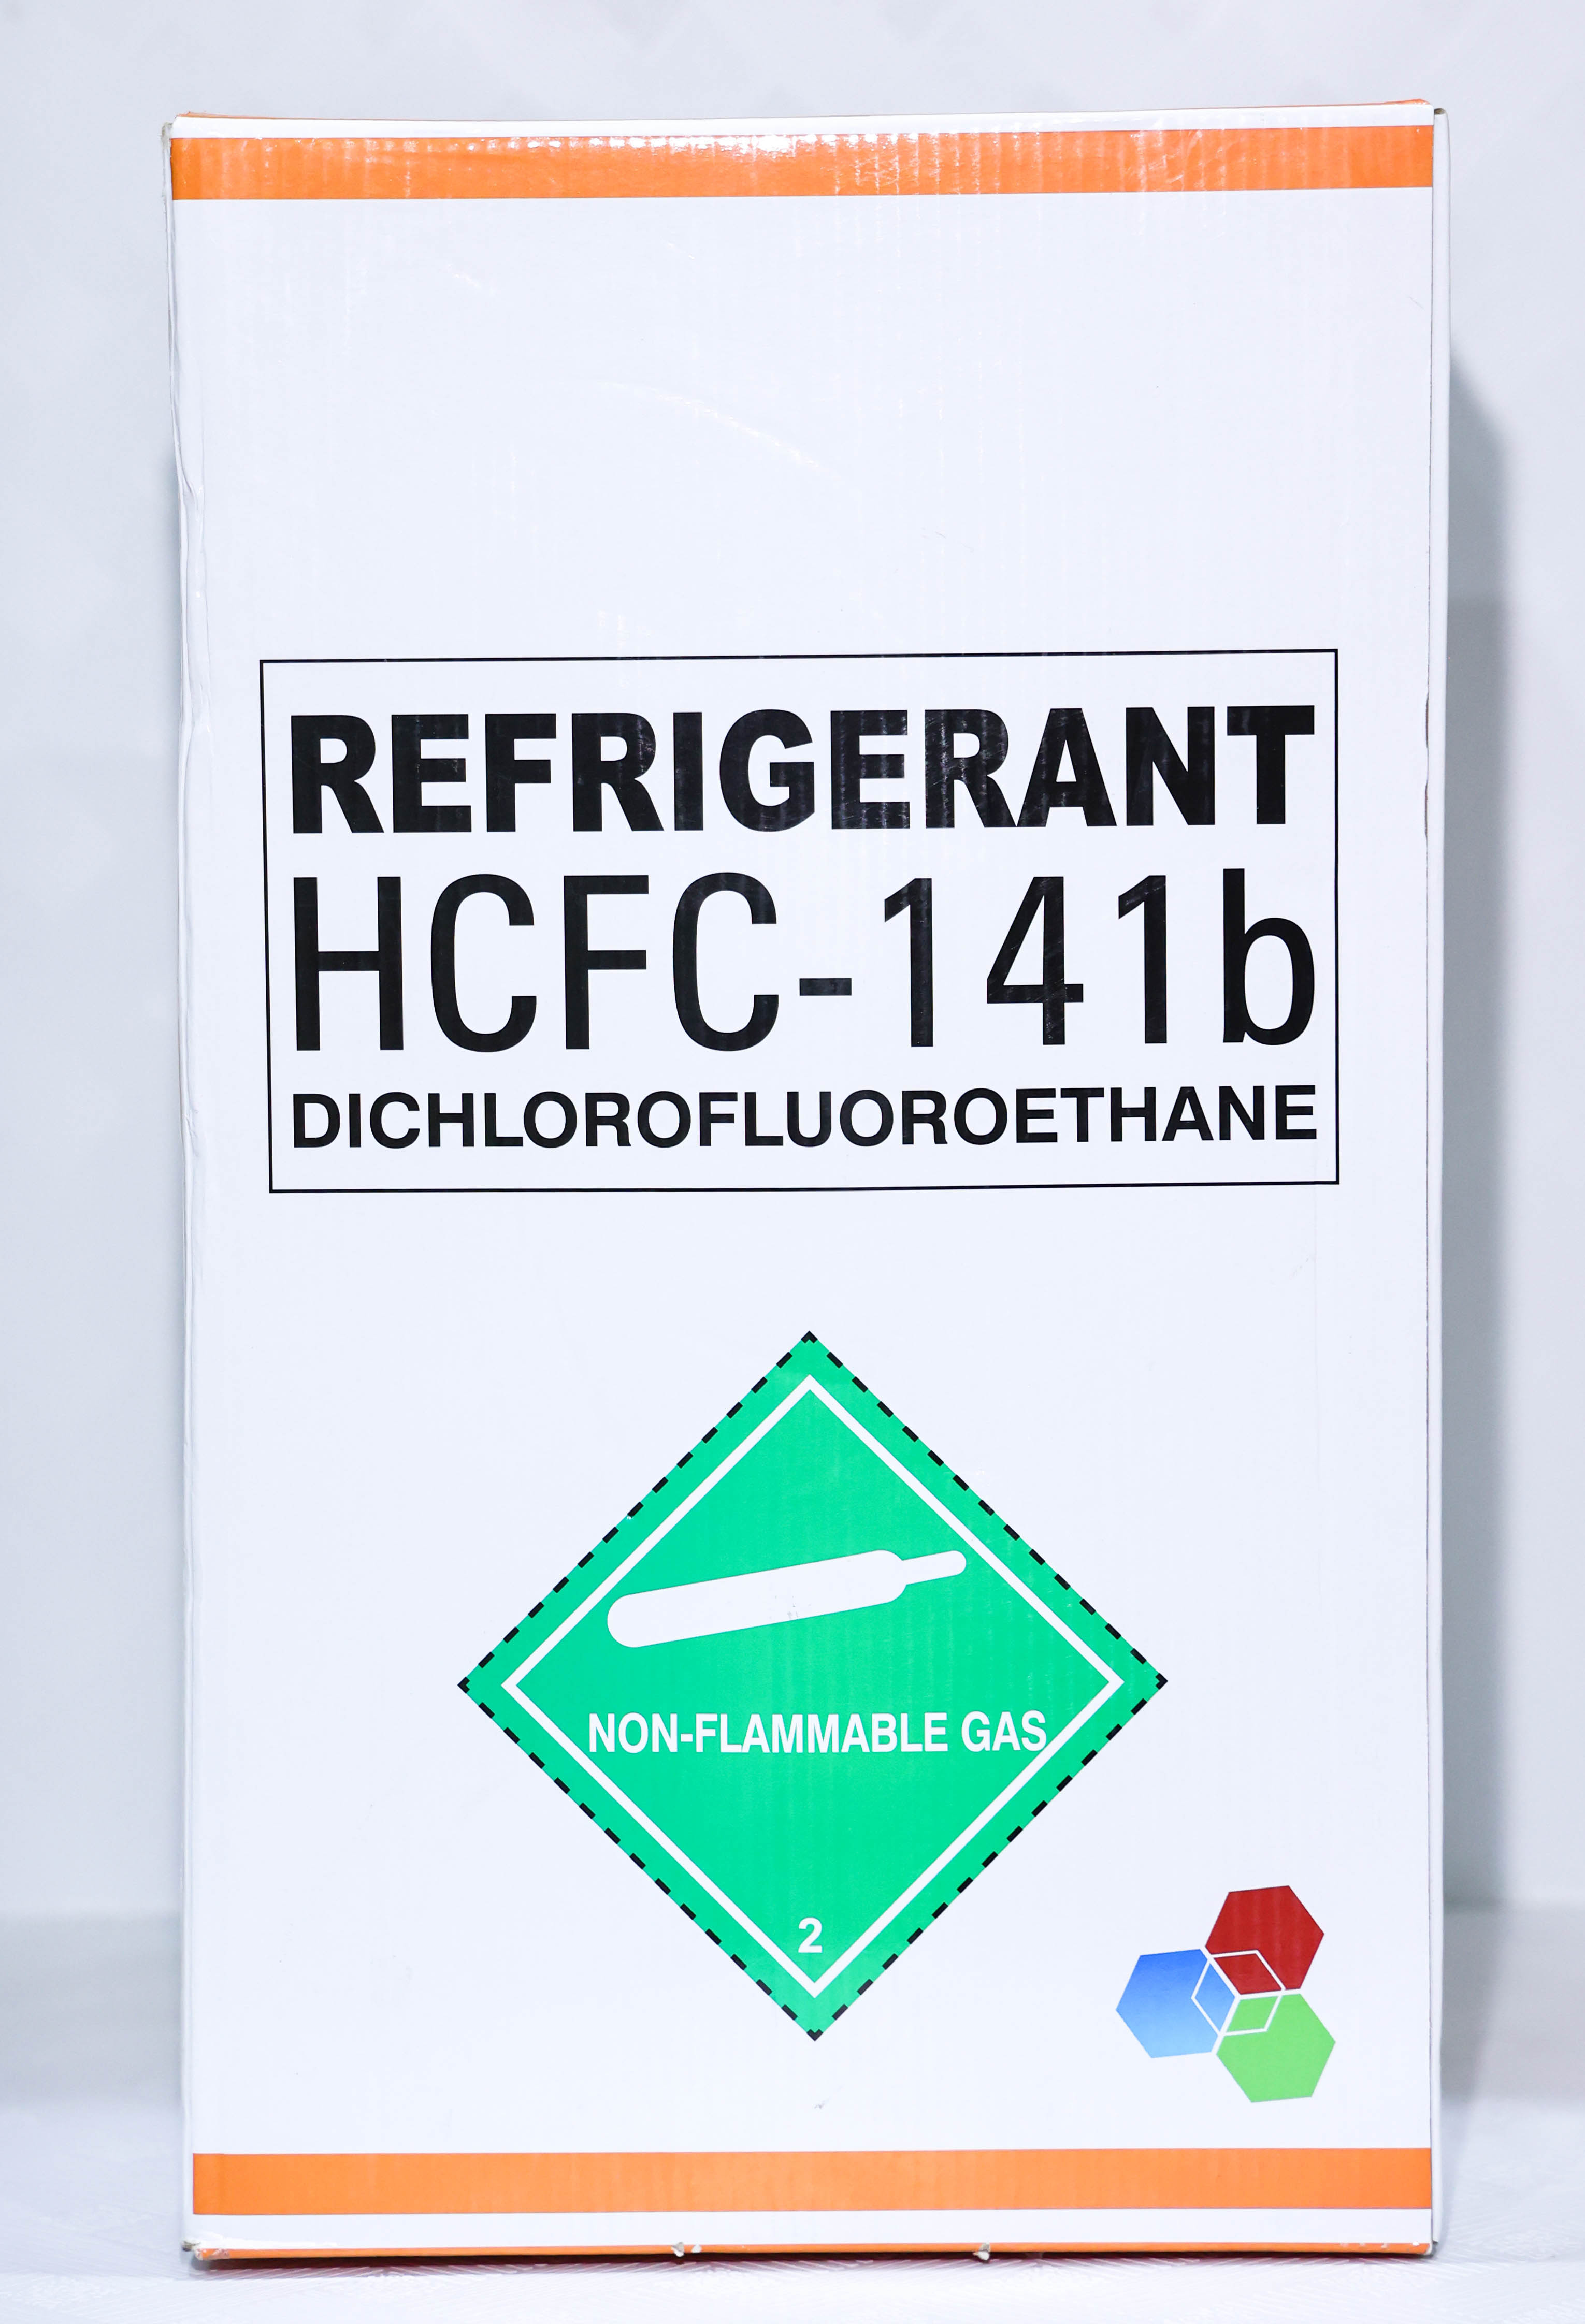 REFRIGERANT
HCFC-141b
DICHLOROFLUOROETHANE
NON-FLAMMABLE GAS
2